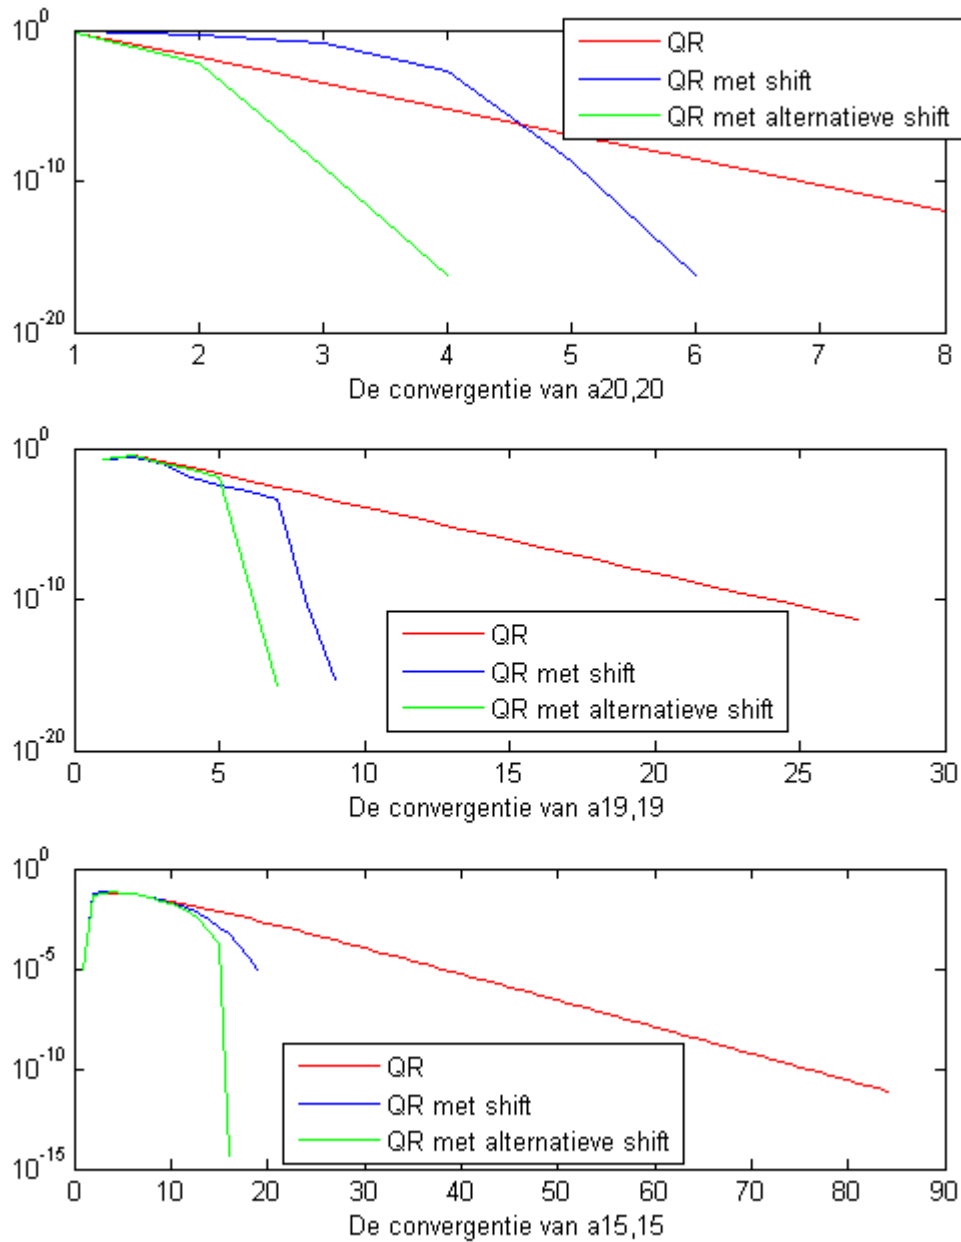 10^0
10^-10
10^-20
1 2 3 4 5 6 7 8
QR
QR met shift
QR met alternatieve shift
De convergentie van a20,20
10^0
10^-10
10^-20
0 5 10 15 20 25 30
QR
QR met shift
QR met alternatieve shift
De convergentie van a19,19
10^0
10^-5
10^-10
10^-15
0 10 20 30 40 50 60 70 80 90
QR
QR met shift
QR met alternatieve shift
De convergentie van a15,15